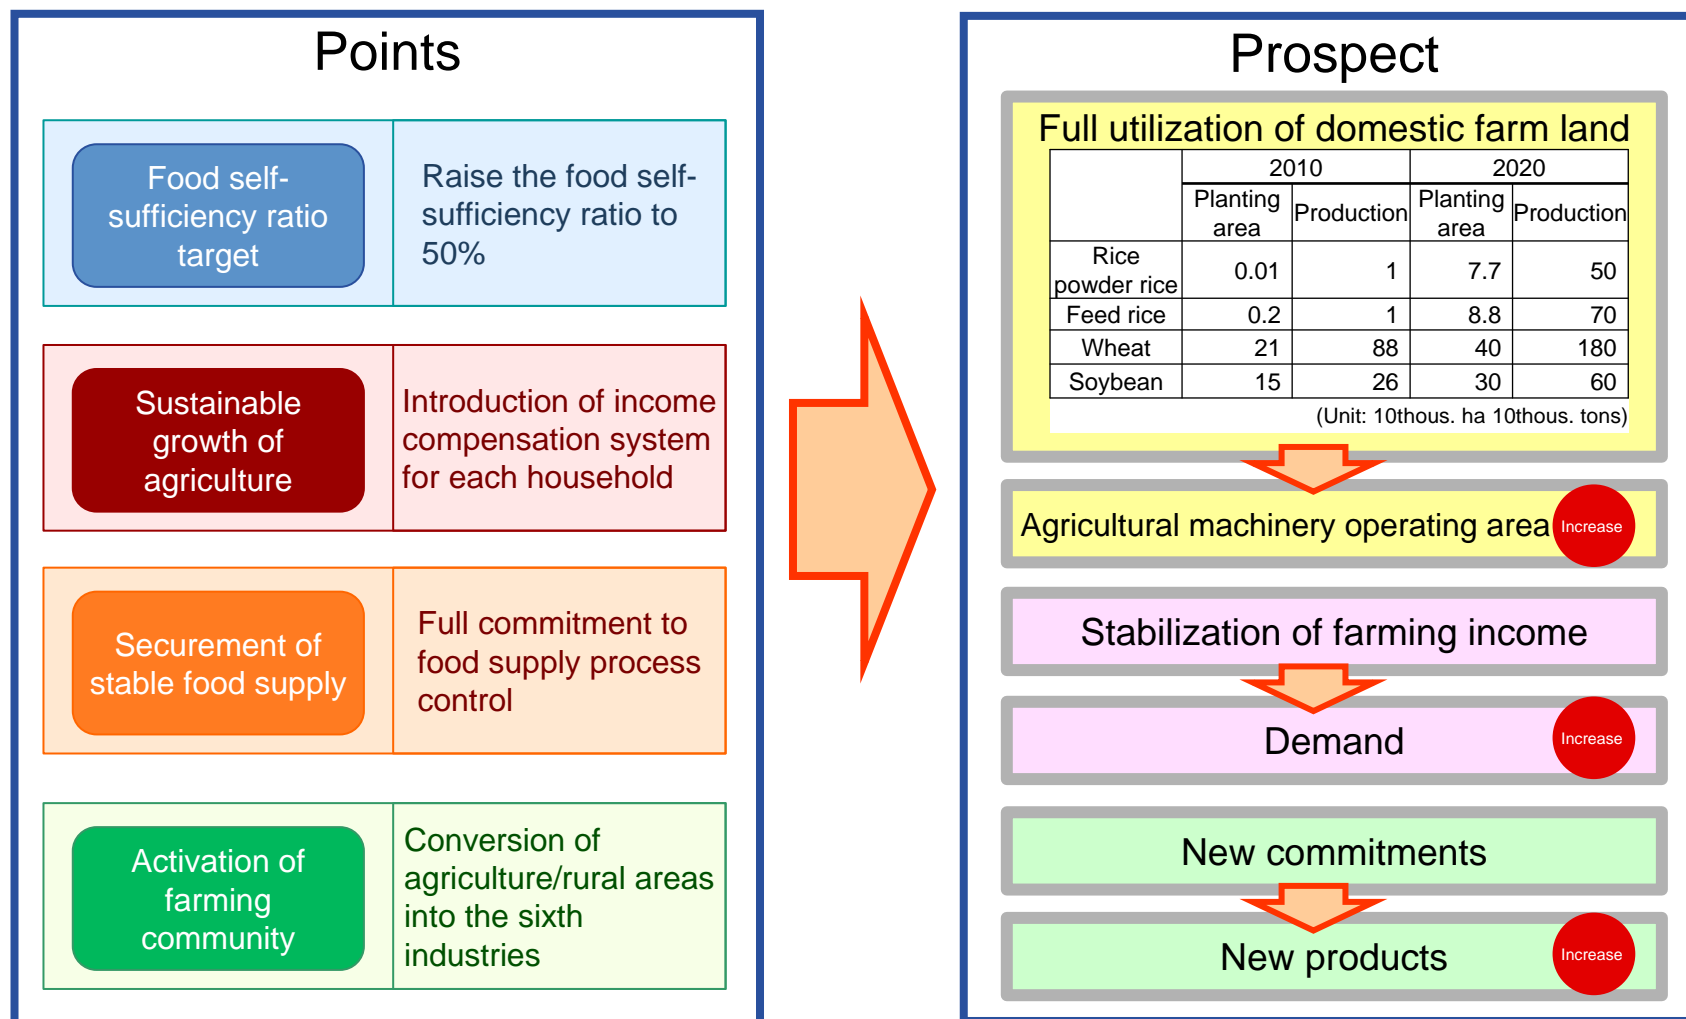 Points
Food self-
sufficiency ratio
target
Raise the food self-
sufficiency ratio to
50%
Sustainable
growth of
agriculture
Introduction of income
compensation system
for each household
Securement of
stable food supply
Full commitment to
food supply process
control
Activation of
farming
community
Conversion of
agriculture/rural areas
into the sixth
industries
Prospect
Full utilization of domestic farm land
2010 2020
Planting
area Production Planting
area Production
Rice
powder rice 0.01 1 7.7 50
Feed rice 0.2 1 8.8 70
Wheat 21 88 40 180
Soybean 15 26 30 60
(Unit: 10thous. ha 10thous. tons)
Agricultural machinery operating area Increase
Stabilization of farming income
Demand Increase
New commitments
New products Increase